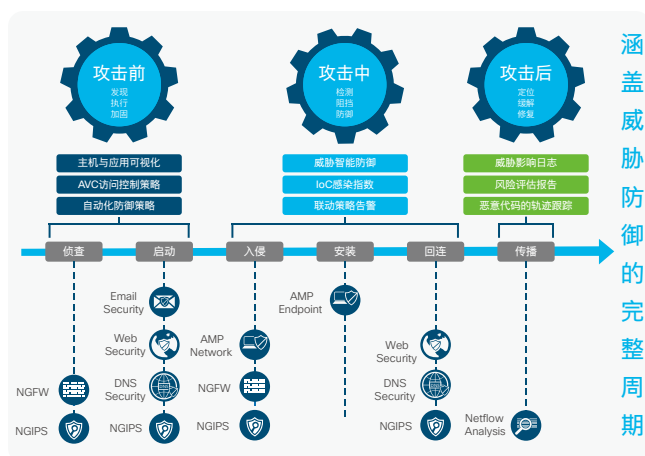 攻击前
发现
执行
加固
攻击中
检测
阻挡
防御
攻击后
定位
缓解
修复
主机与应用可视化
AVC访问控制策略
自动化防御策略
威胁智能防御
IoC感染指数
联动策略告警
威胁影响日志
风险评估报告
恶意代码的轨迹跟踪
侦查
启动
入侵
安装
回连
传播
NGFW
NGIPS
Email
Security
Web
Security
DNS
Security
NGIPS
AMP
Network
NGFW
NGIPS
AMP
Endpoint
Web
Security
DNS
Security
NGIPS
Netflow
Analysis
涵盖威胁防御的完整周期